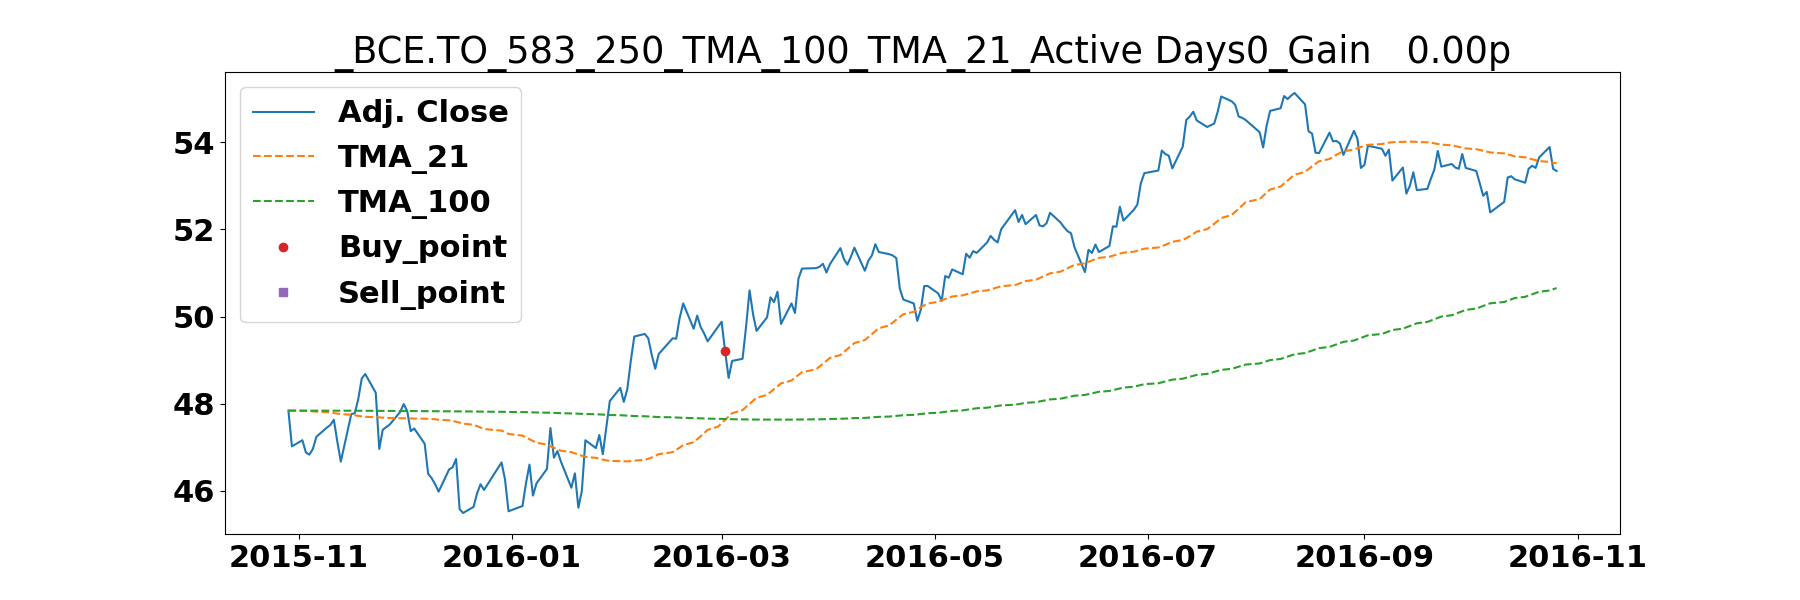 _BCE.TO_583_250_TMA_100_TMA_21_Active Days0_Gain   0.00p
Adj. Close
TMA_21
TMA_100
Buy_point
Sell_point
54
52
50
48
46
2015-11 2016-01 2016-03 2016-05 2016-07 2016-09 2016-11